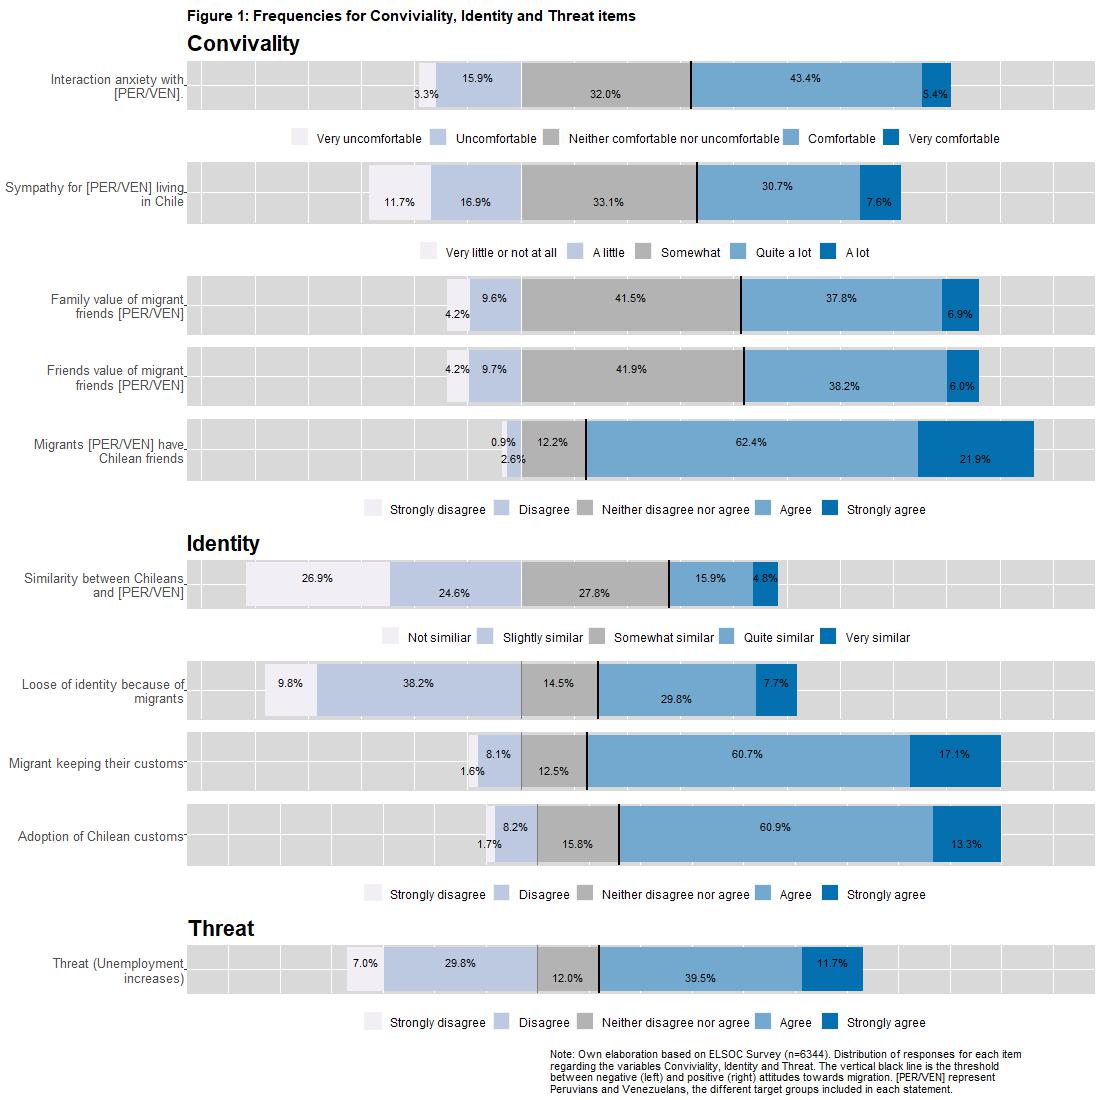 Figure 1: Frequencies for Conviviality, Identity and Threat items
Convivality
Interaction anxiety with
[PER/VEN].
3.3%
15.9%
32.0%
43.4%
5.4%
Very uncomfortable
Uncomfortable
Neither comfortable nor uncomfortable
Comfortable
Very comfortable
Sympathy for [PER/VEN] living
in Chile
11.7%
16.9%
33.1%
30.7%
7.6%
Very little or not at all
A little
Somewhat
Quite a lot
A lot
Family value of migrant
friends [PER/VEN]
4.2%
9.6%
41.5%
37.8%
6.9%
Friends value of migrant
friends [PER/VEN]
4.2%
9.7%
41.9%
38.2%
6.0%
Migrants [PER/VEN] have
Chilean friends
0.9%
2.6%
12.2%
62.4%
21.9%
Strongly disagree
Disagree
Neither disagree nor agree
Agree
Strongly agree
Identity
Similarity between Chileans
and [PER/VEN]
26.9%
24.6%
27.8%
15.9%
4.8%
Not similiar
Slightly similar
Somewhat similar
Quite similar
Very similar
Loose of identity because of
migrants
9.8%
38.2%
14.5%
29.8%
7.7%
Migrant keeping their customs
1.6%
8.1%
12.5%
60.7%
17.1%
Adoption of Chilean customs
1.7%
8.2%
15.8%
60.9%
13.3%
Strongly disagree
Disagree
Neither disagree nor agree
Agree
Strongly agree
Threat
Threat (Unemployment
increases)
7.0%
29.8%
12.0%
39.5%
11.7%
Strongly disagree
Disagree
Neither disagree nor agree
Agree
Strongly agree
Note: Own elaboration based on ELSOC Survey (n=6344). Distribution of responses for each item
regarding the variables Conviviality, Identity and Threat. The vertical black line is the threshold
between negative (left) and positive (right) attitudes towards migration. [PER/VEN] represent
Peruvians and Venezuelans, the different target groups included in each statement.